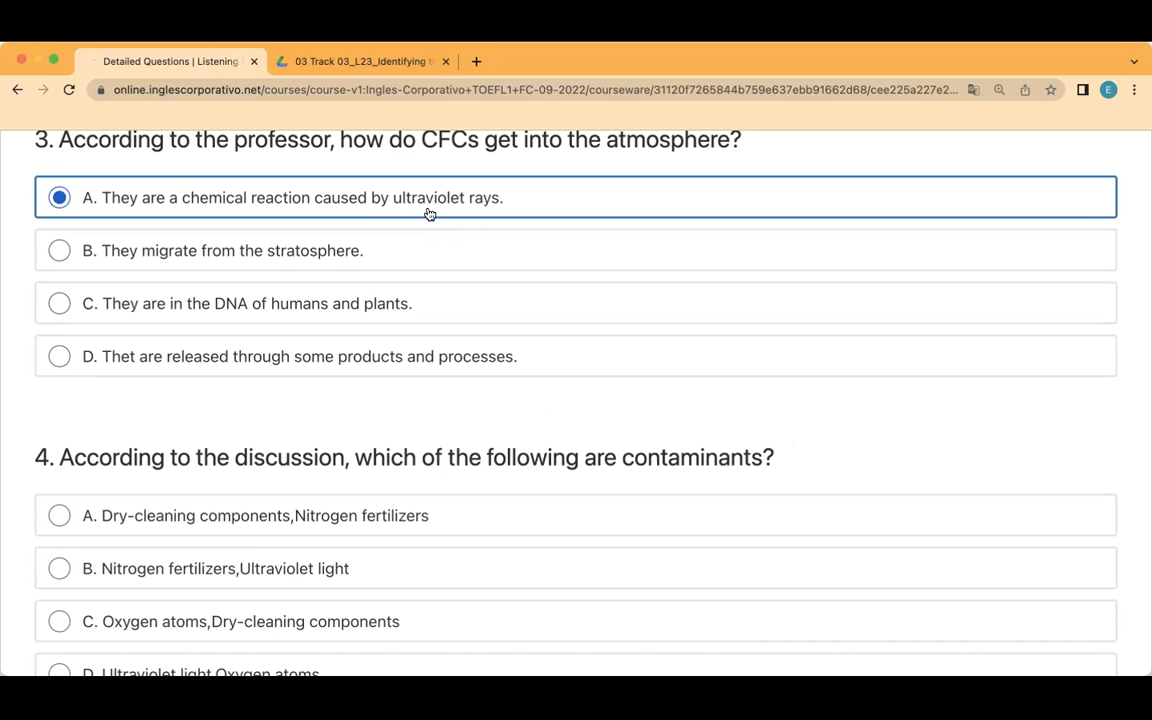 Detailed Questions | Listening
03 Track 03_L23_Identifying t
online.inglescorporativo.net/courses/course-v1:Ingles-Corporativo+TOEFL1+FC-09-2022/courseware/31120f7265844b759e637ebb91662d68/cee225a227e2...
E
3. According to the professor, how do CFCs get into the atmosphere?
A. They are a chemical reaction caused by ultraviolet rays.
B. They migrate from the stratosphere.
C. They are in the DNA of humans and plants.
D. Thet are released through some products and processes.
4. According to the discussion, which of the following are contaminants?
A. Dry-cleaning components,Nitrogen fertilizers
B. Nitrogen fertilizers,Ultraviolet light
C. Oxygen atoms,Dry-cleaning components
D. Ultraviolet light,Oxygen atoms